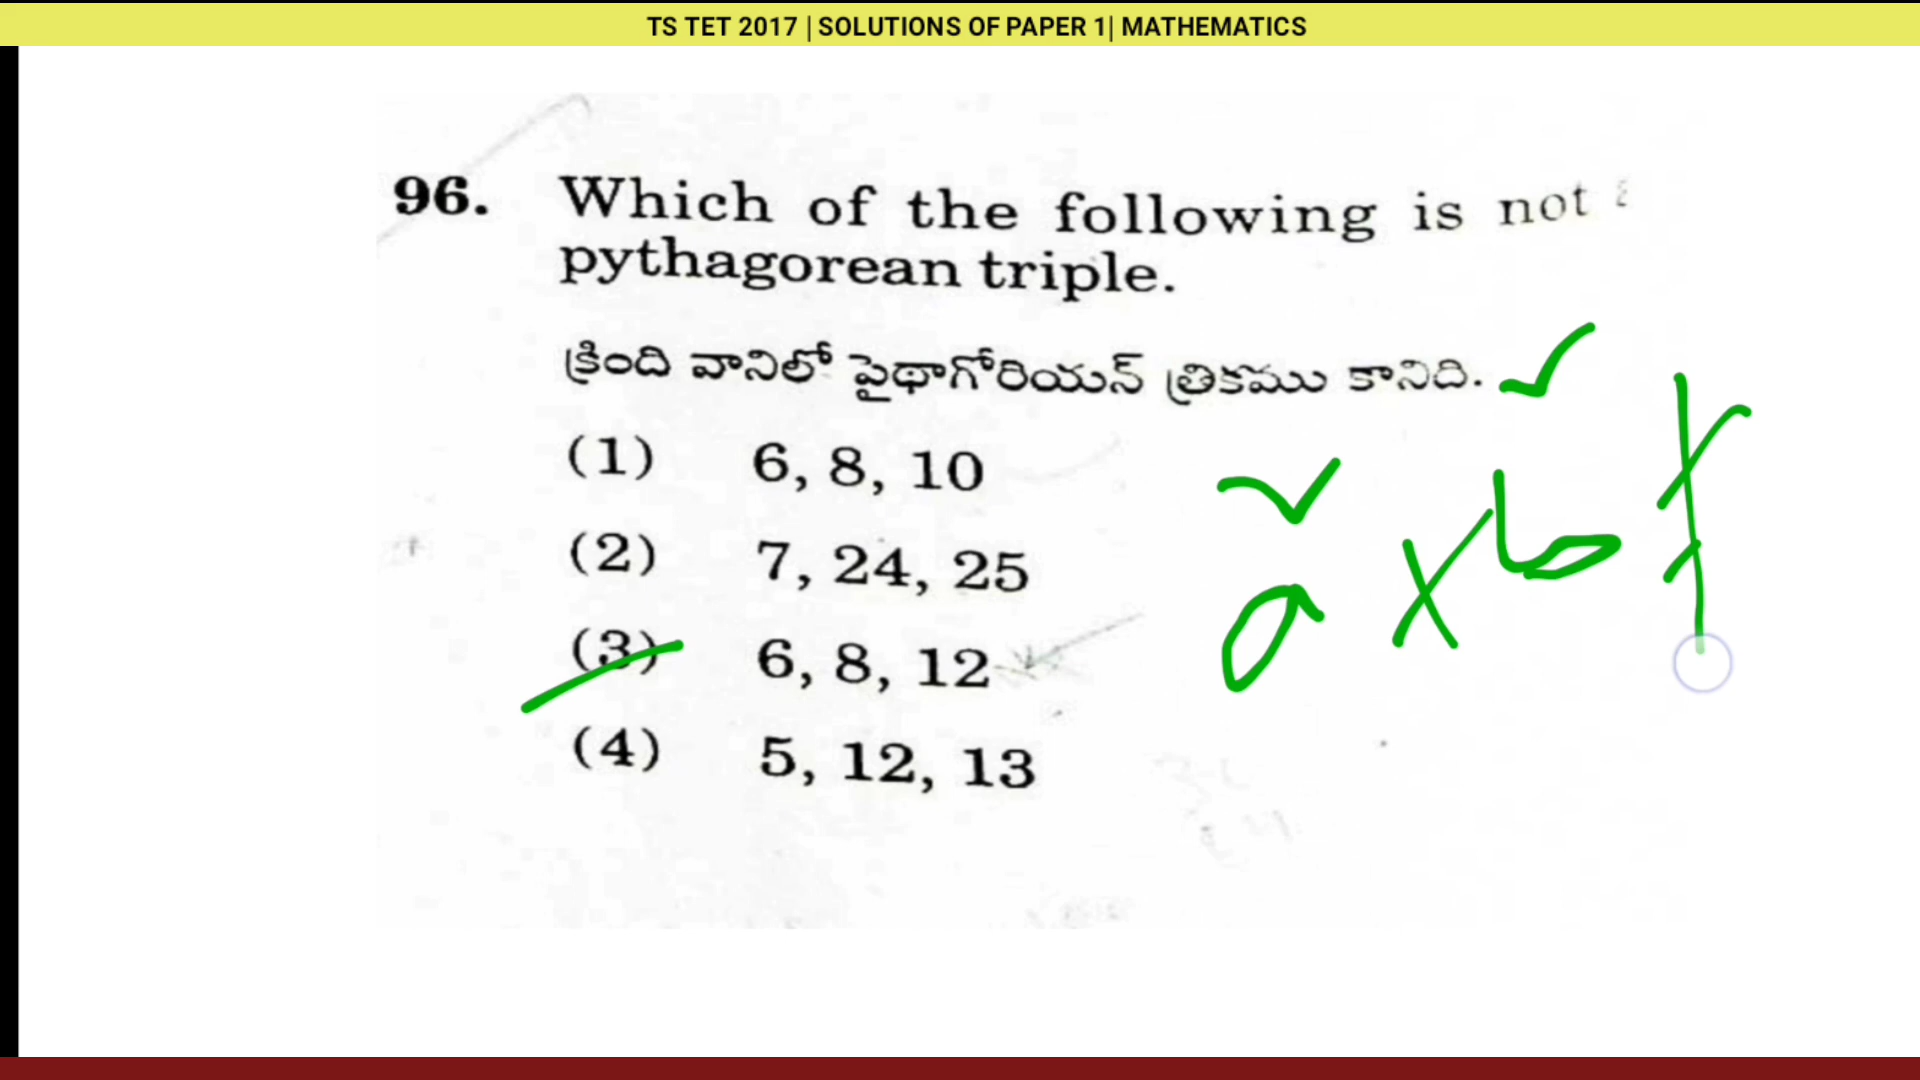 TS TET 2017 | SOLUTIONS OF PAPER 1| MATHEMATICS
96. Which of the following is not
pythagorean triple.
క్రింది వానిలో పైథాగోరియన్ త్రికము కానిది.
(1) 6, 8, 10
(2) 7, 24, 25
(3) 6, 8, 12
(4) 5, 12, 13
a x b